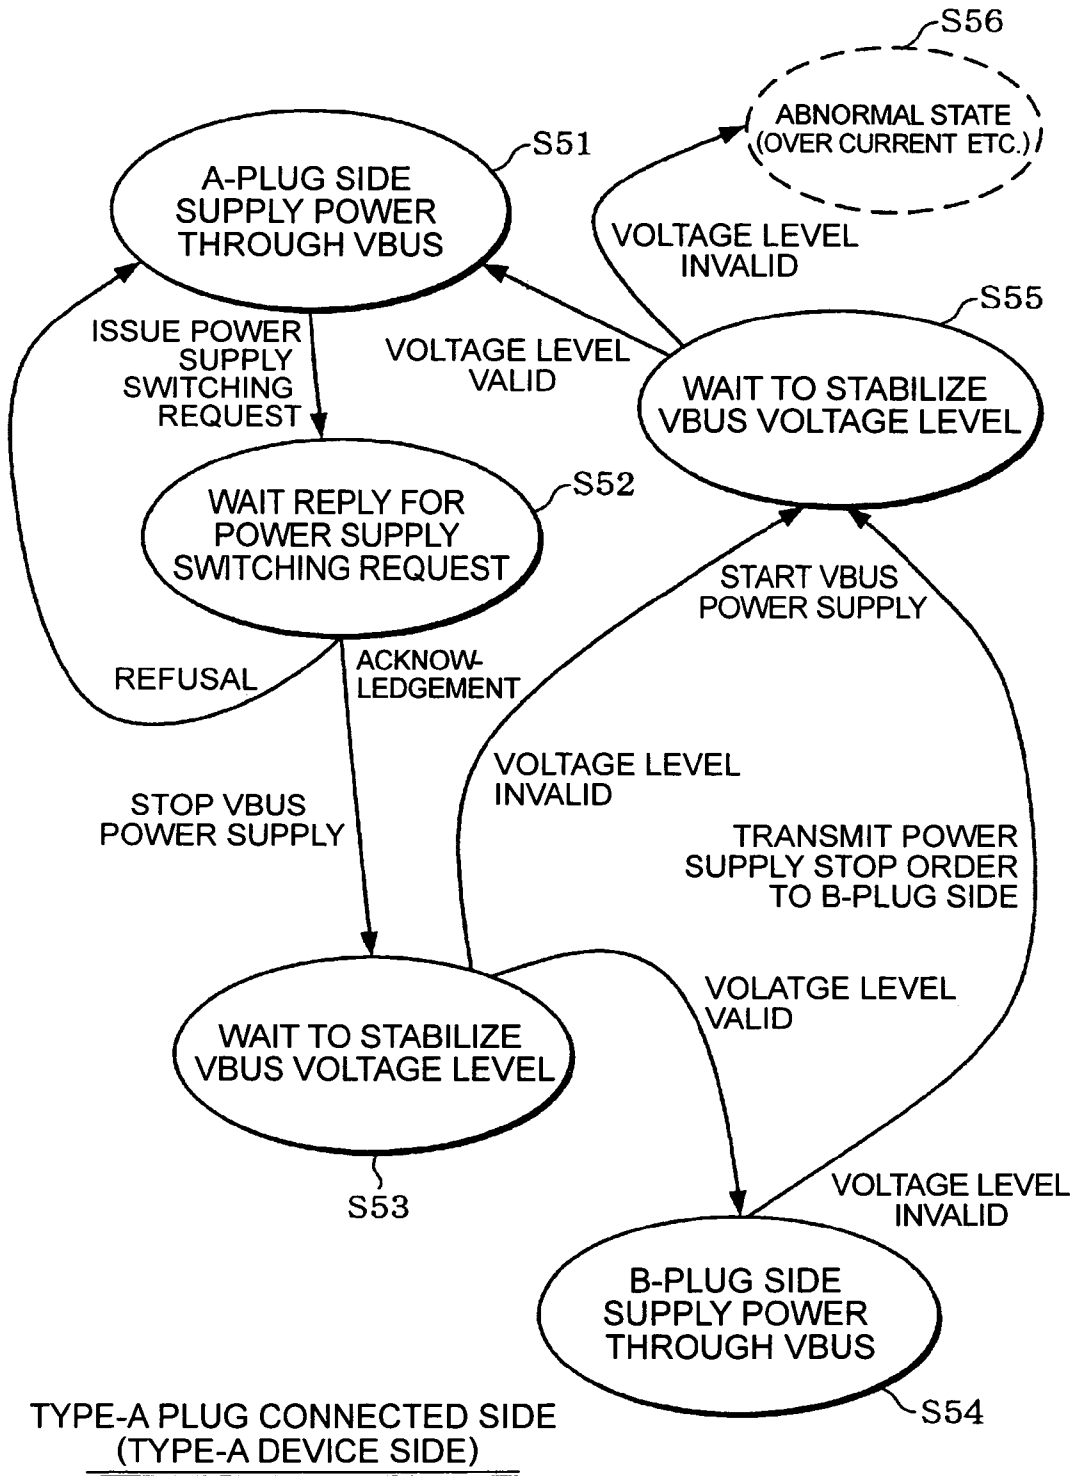 S56
ABNORMAL STATE
(OVER CURRENT ETC.)
S51
A-PLUG SIDE
SUPPLY POWER
THROUGH VBUS
VOLTAGE LEVEL
INVALID
S55
ISSUE POWER
SUPPLY
SWITCHING
REQUEST
VOLTAGE LEVEL
VALID
WAIT TO STABILIZE
VBUS VOLTAGE LEVEL
S52
WAIT REPLY FOR
POWER SUPPLY
SWITCHING REQUEST
START VBUS
POWER SUPPLY
REFUSAL
ACKNOW-
LEDGEMENT
VOLTAGE LEVEL
INVALID
STOP VBUS
POWER SUPPLY
TRANSMIT POWER
SUPPLY STOP ORDER
TO B-PLUG SIDE
VOLATGE LEVEL
VALID
WAIT TO STABILIZE
VBUS VOLTAGE LEVEL
S53
VOLTAGE LEVEL
INVALID
B-PLUG SIDE
SUPPLY POWER
THROUGH VBUS
S54
TYPE-A PLUG CONNECTED SIDE
(TYPE-A DEVICE SIDE)